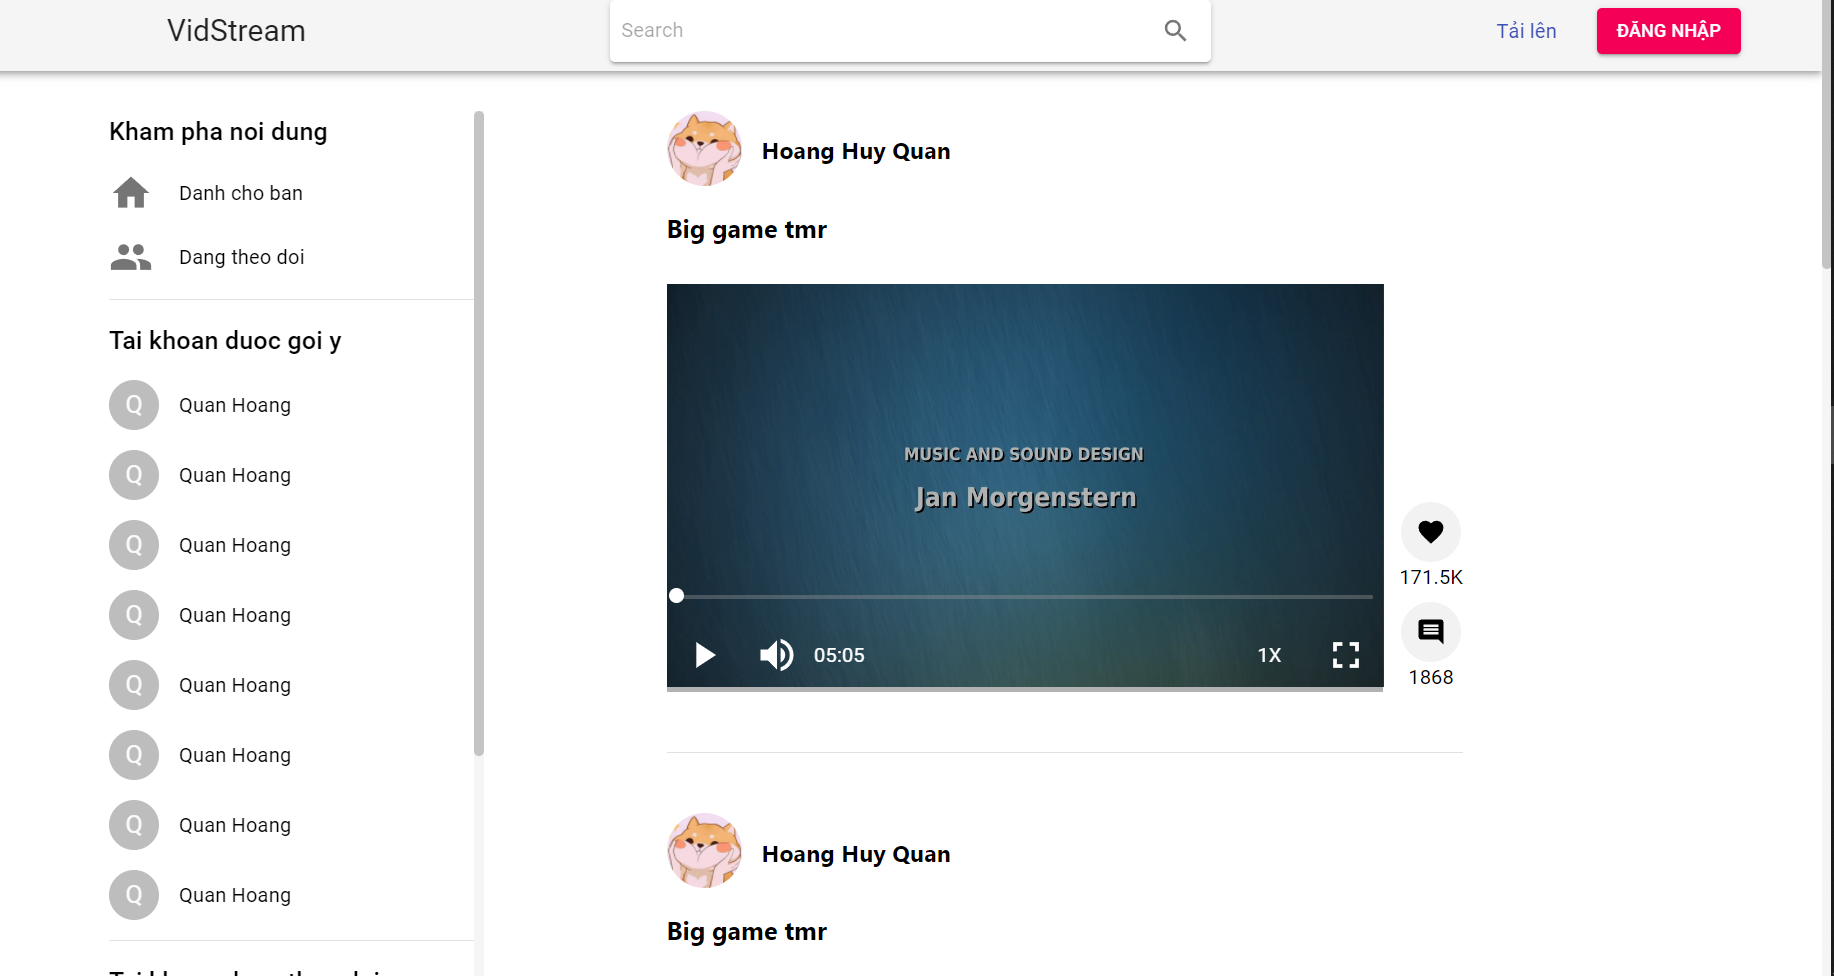 VidStream
Search
Tải lên
ĐĂNG NHẬP
Kham pha noi dung
Danh cho ban
Dang theo doi
Tai khoan duoc goi y
Q Quan Hoang
Q Quan Hoang
Q Quan Hoang
Q Quan Hoang
Q Quan Hoang
Q Quan Hoang
Q Quan Hoang
Q Quan Hoang
Hoang Huy Quan
Big game tmr
MUSIC AND SOUND DESIGN
Jan Morgenstern
05:05
1X
171.5K
1868
Hoang Huy Quan
Big game tmr